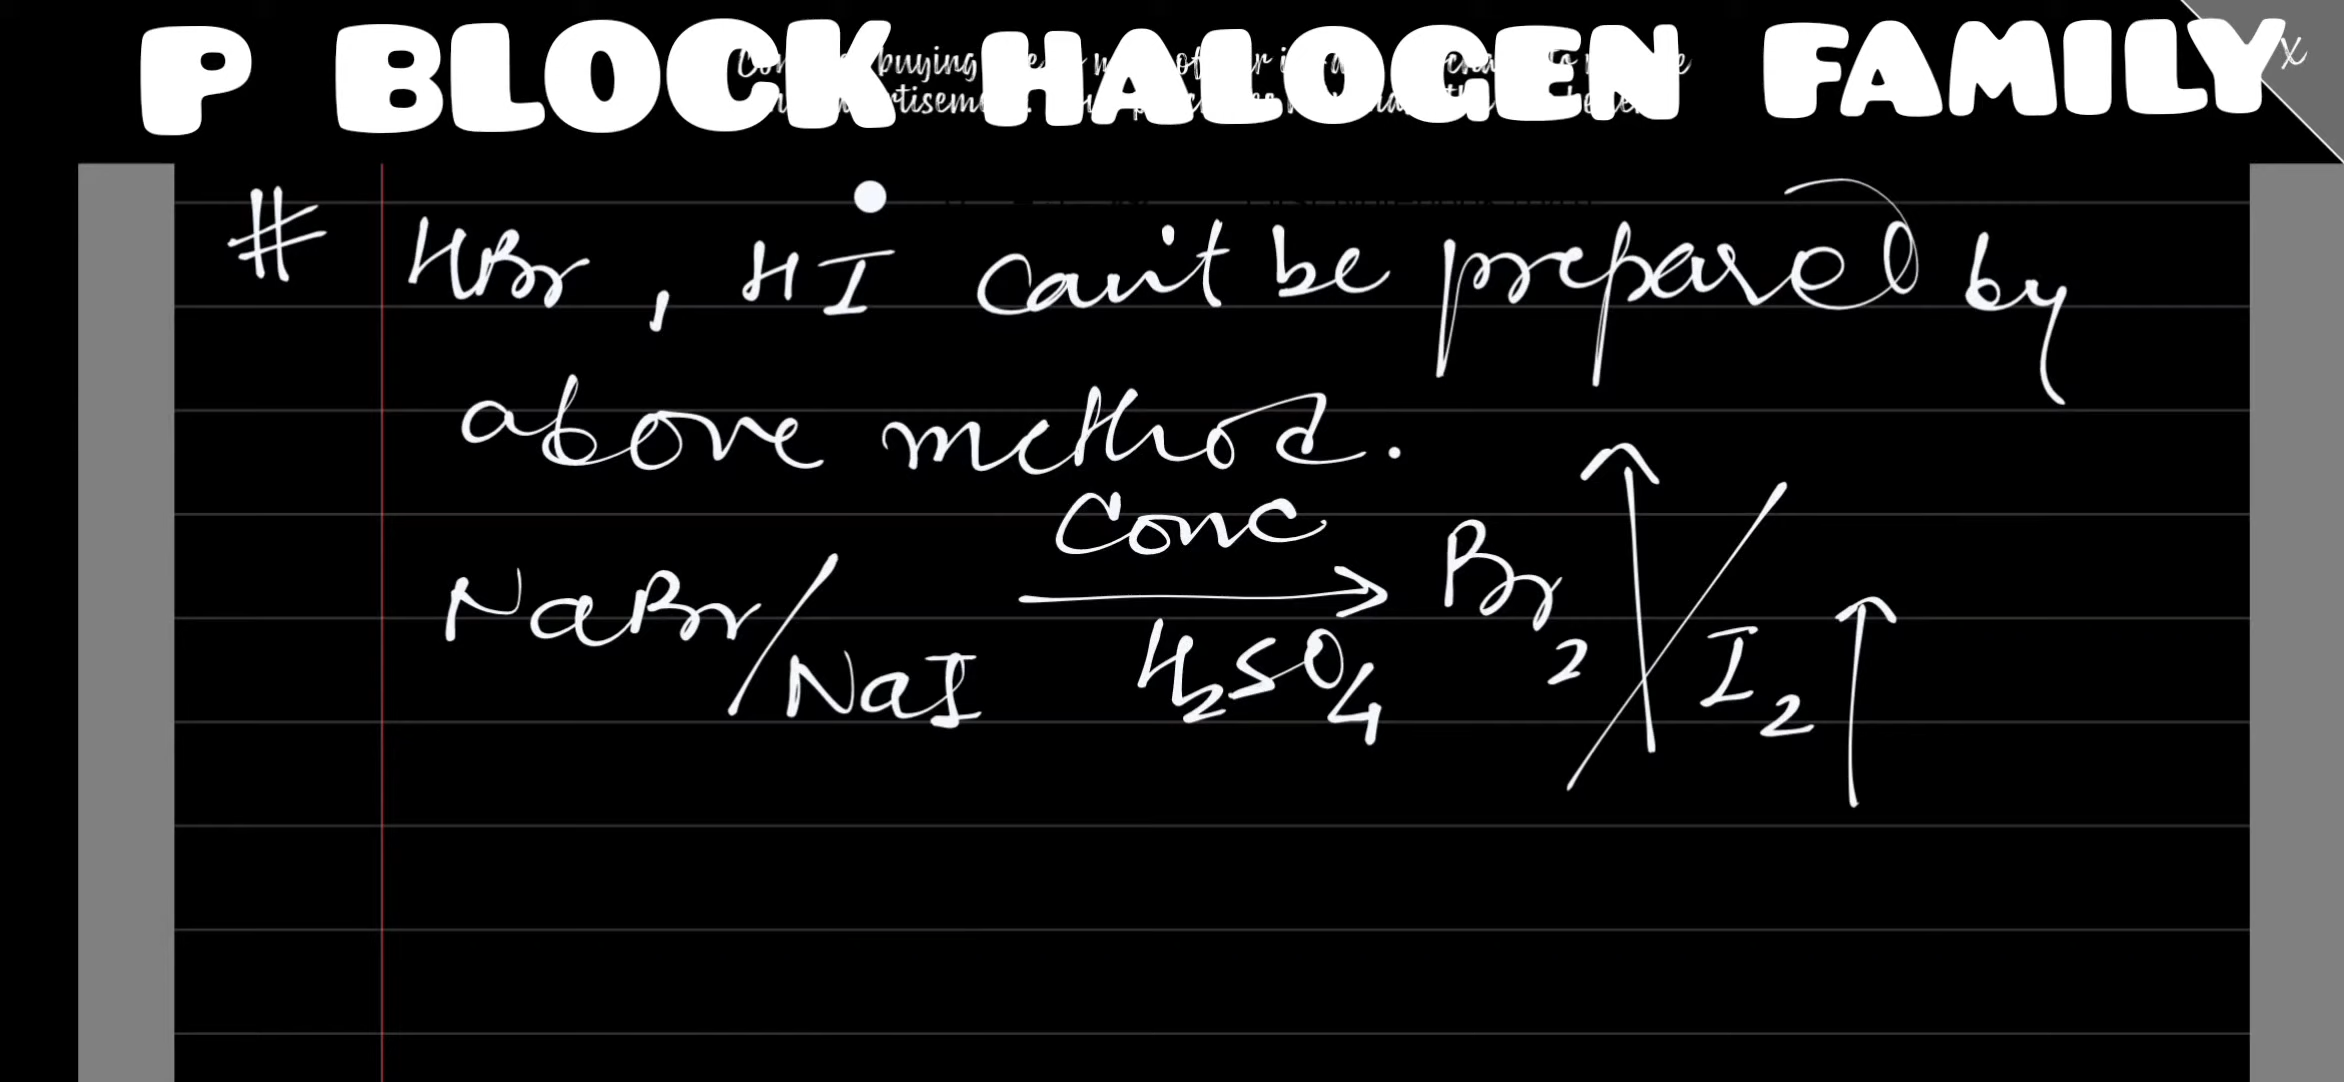 P BLOCK HALOGEN FAMILY
# HBr, HI can't be prepared by
above method.
NaBr/NaI conc H2SO4 → Br2↑/I2↑